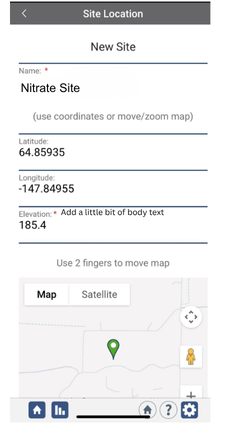 Site Location
New Site
Name: *
Nitrate Site
(use coordinates or move/zoom map)
Latitude:
64.85935
Longitude:
-147.84955
Elevation: * Add a little bit of body text
185.4
Use 2 fingers to move map
Map Satellite
+
?